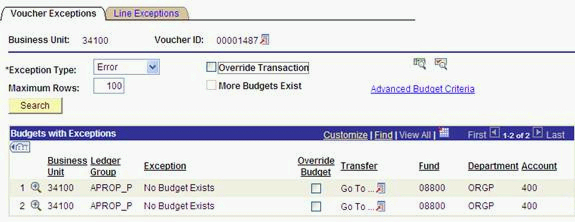 Voucher Exceptions Line Exceptions
Business Unit: 34100 Voucher ID: 00001487
*Exception Type: Error Override Transaction
Maximum Rows: 100 More Budgets Exist Advanced Budget Criteria
Search
Budgets with Exceptions Customize | Find | View All | First 1-2 of 2 Last
Business Unit Ledger Group Exception Override Budget Transfer Fund Department Account
1 34100 APROP_P No Budget Exists Go To ... 08800 ORGP 400
2 34100 APROP_P No Budget Exists Go To ... 08800 ORGP 400